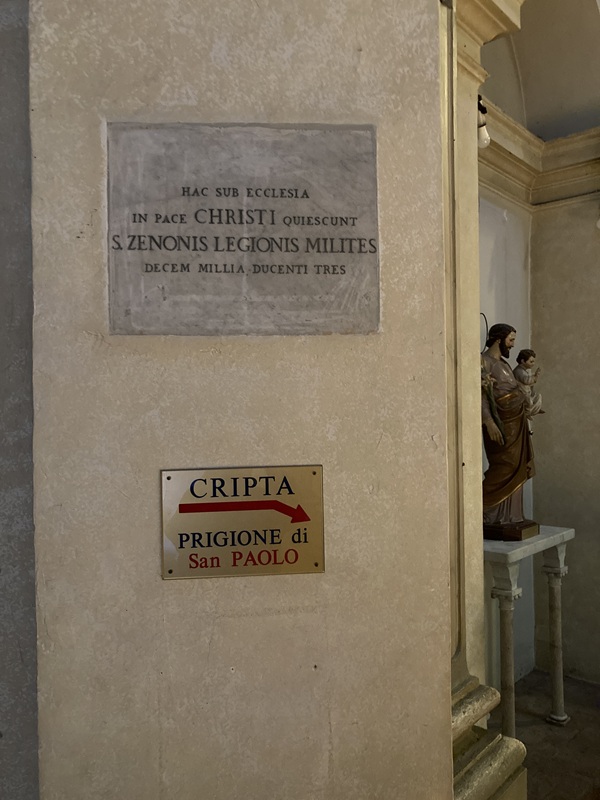 HAC SUB ECCLESIA
IN PACE CHRISTI QUIESCUNT
S. ZENONIS LEGIONIS MILITES
DECEM MILLIA DUCENTI TRES
CRIPTA
PRIGIONE di
San PAOLO